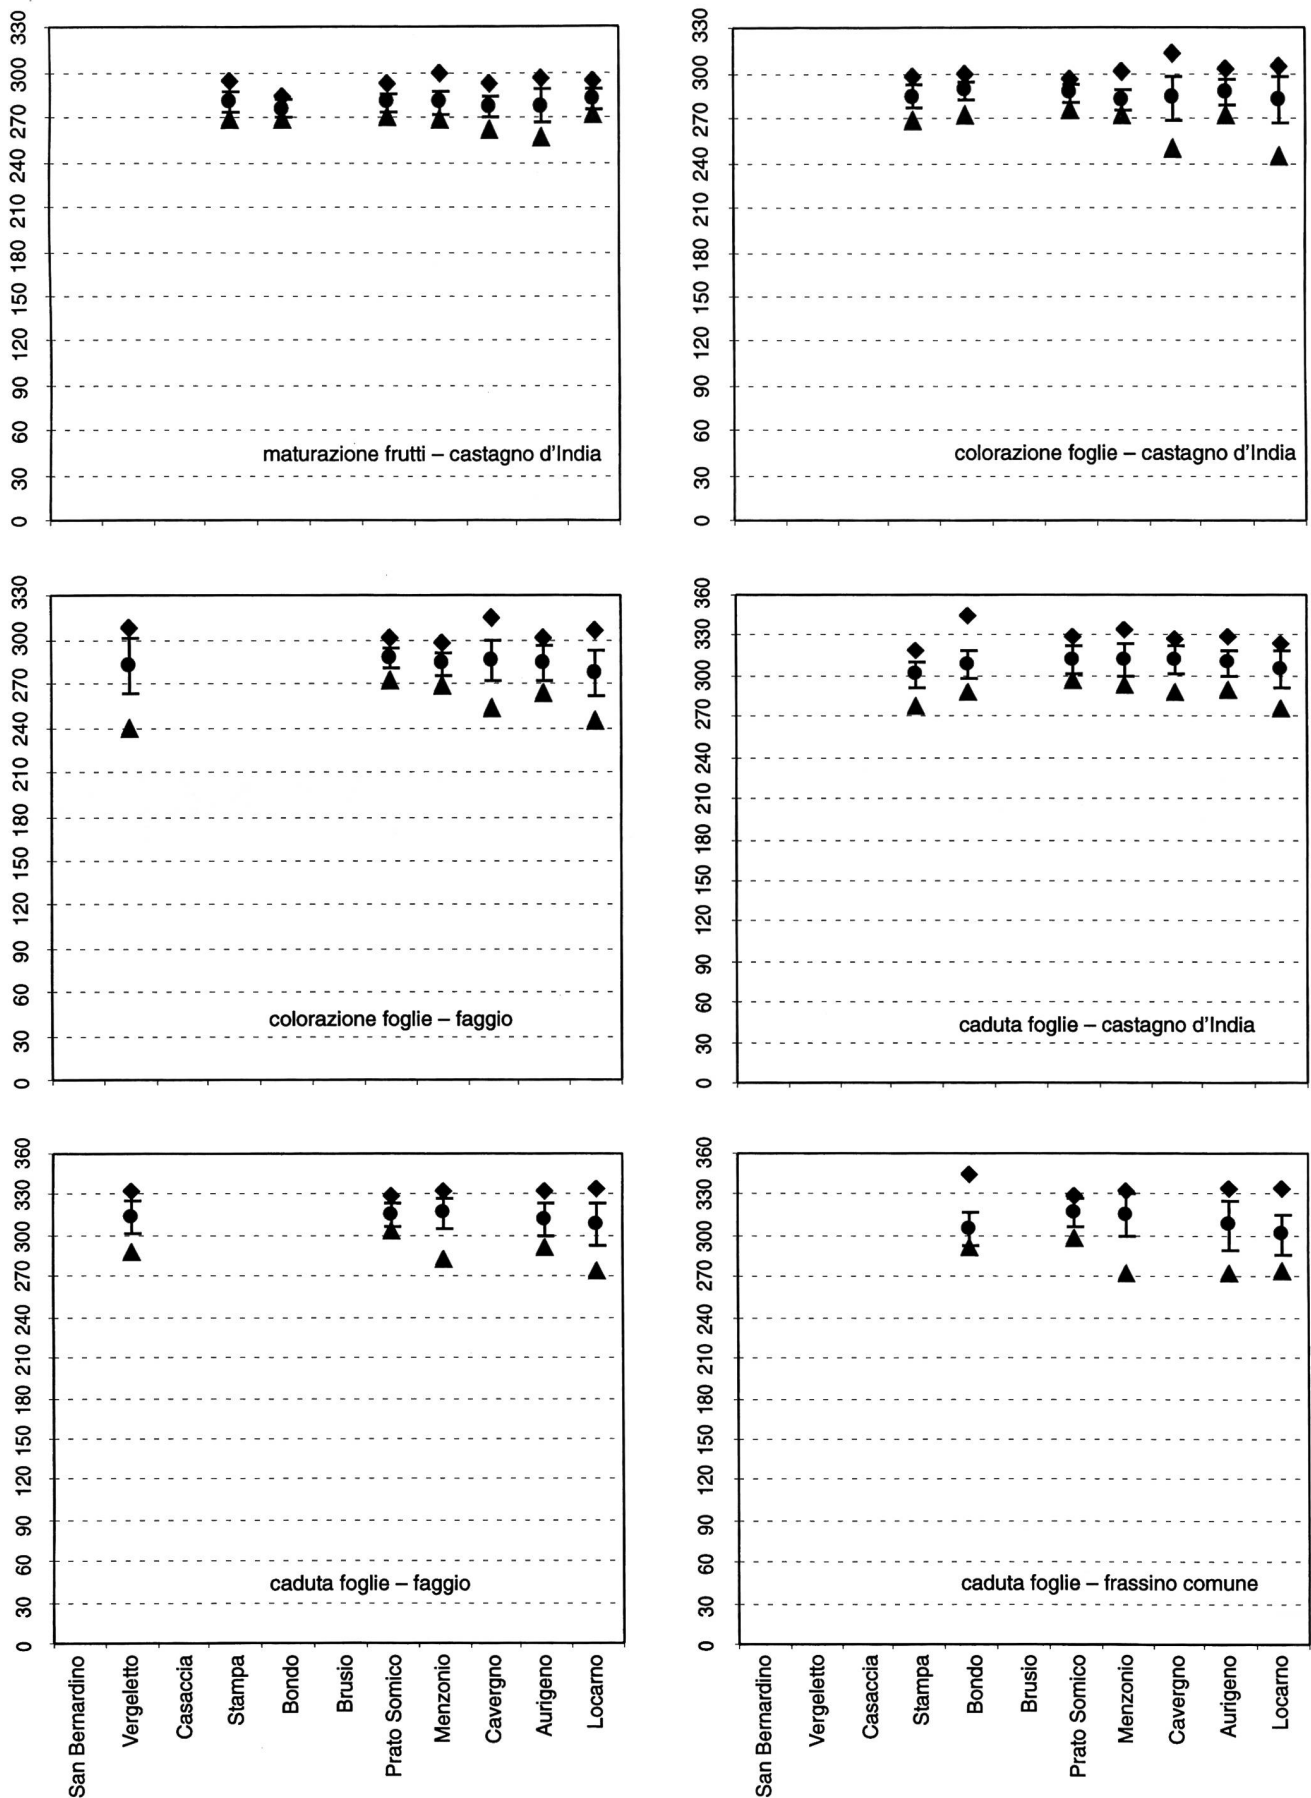 330 300 270 240 210 180 150 120 90 60 30 0
maturazione frutti – castagno d'India
330 300 270 240 210 180 150 120 90 60 30 0
colorazione foglie – castagno d'India
330 300 270 240 210 180 150 120 90 60 30 0
colorazione foglie – faggio
360 330 300 270 240 210 180 150 120 90 60 30 0
caduta foglie – castagno d'India
360 330 300 270 240 210 180 150 120 90 60 30 0
caduta foglie – faggio
San Bernardino
Vergeletto
Casaccia
Stampa
Bondo
Brusio
Prato Somico
Menzonio
Cavergno
Aurigeno
Locarno
360 330 300 270 240 210 180 150 120 90 60 30 0
caduta foglie – frassino comune
San Bernardino
Vergeletto
Casaccia
Stampa
Bondo
Brusio
Prato Somico
Menzonio
Cavergno
Aurigeno
Locarno